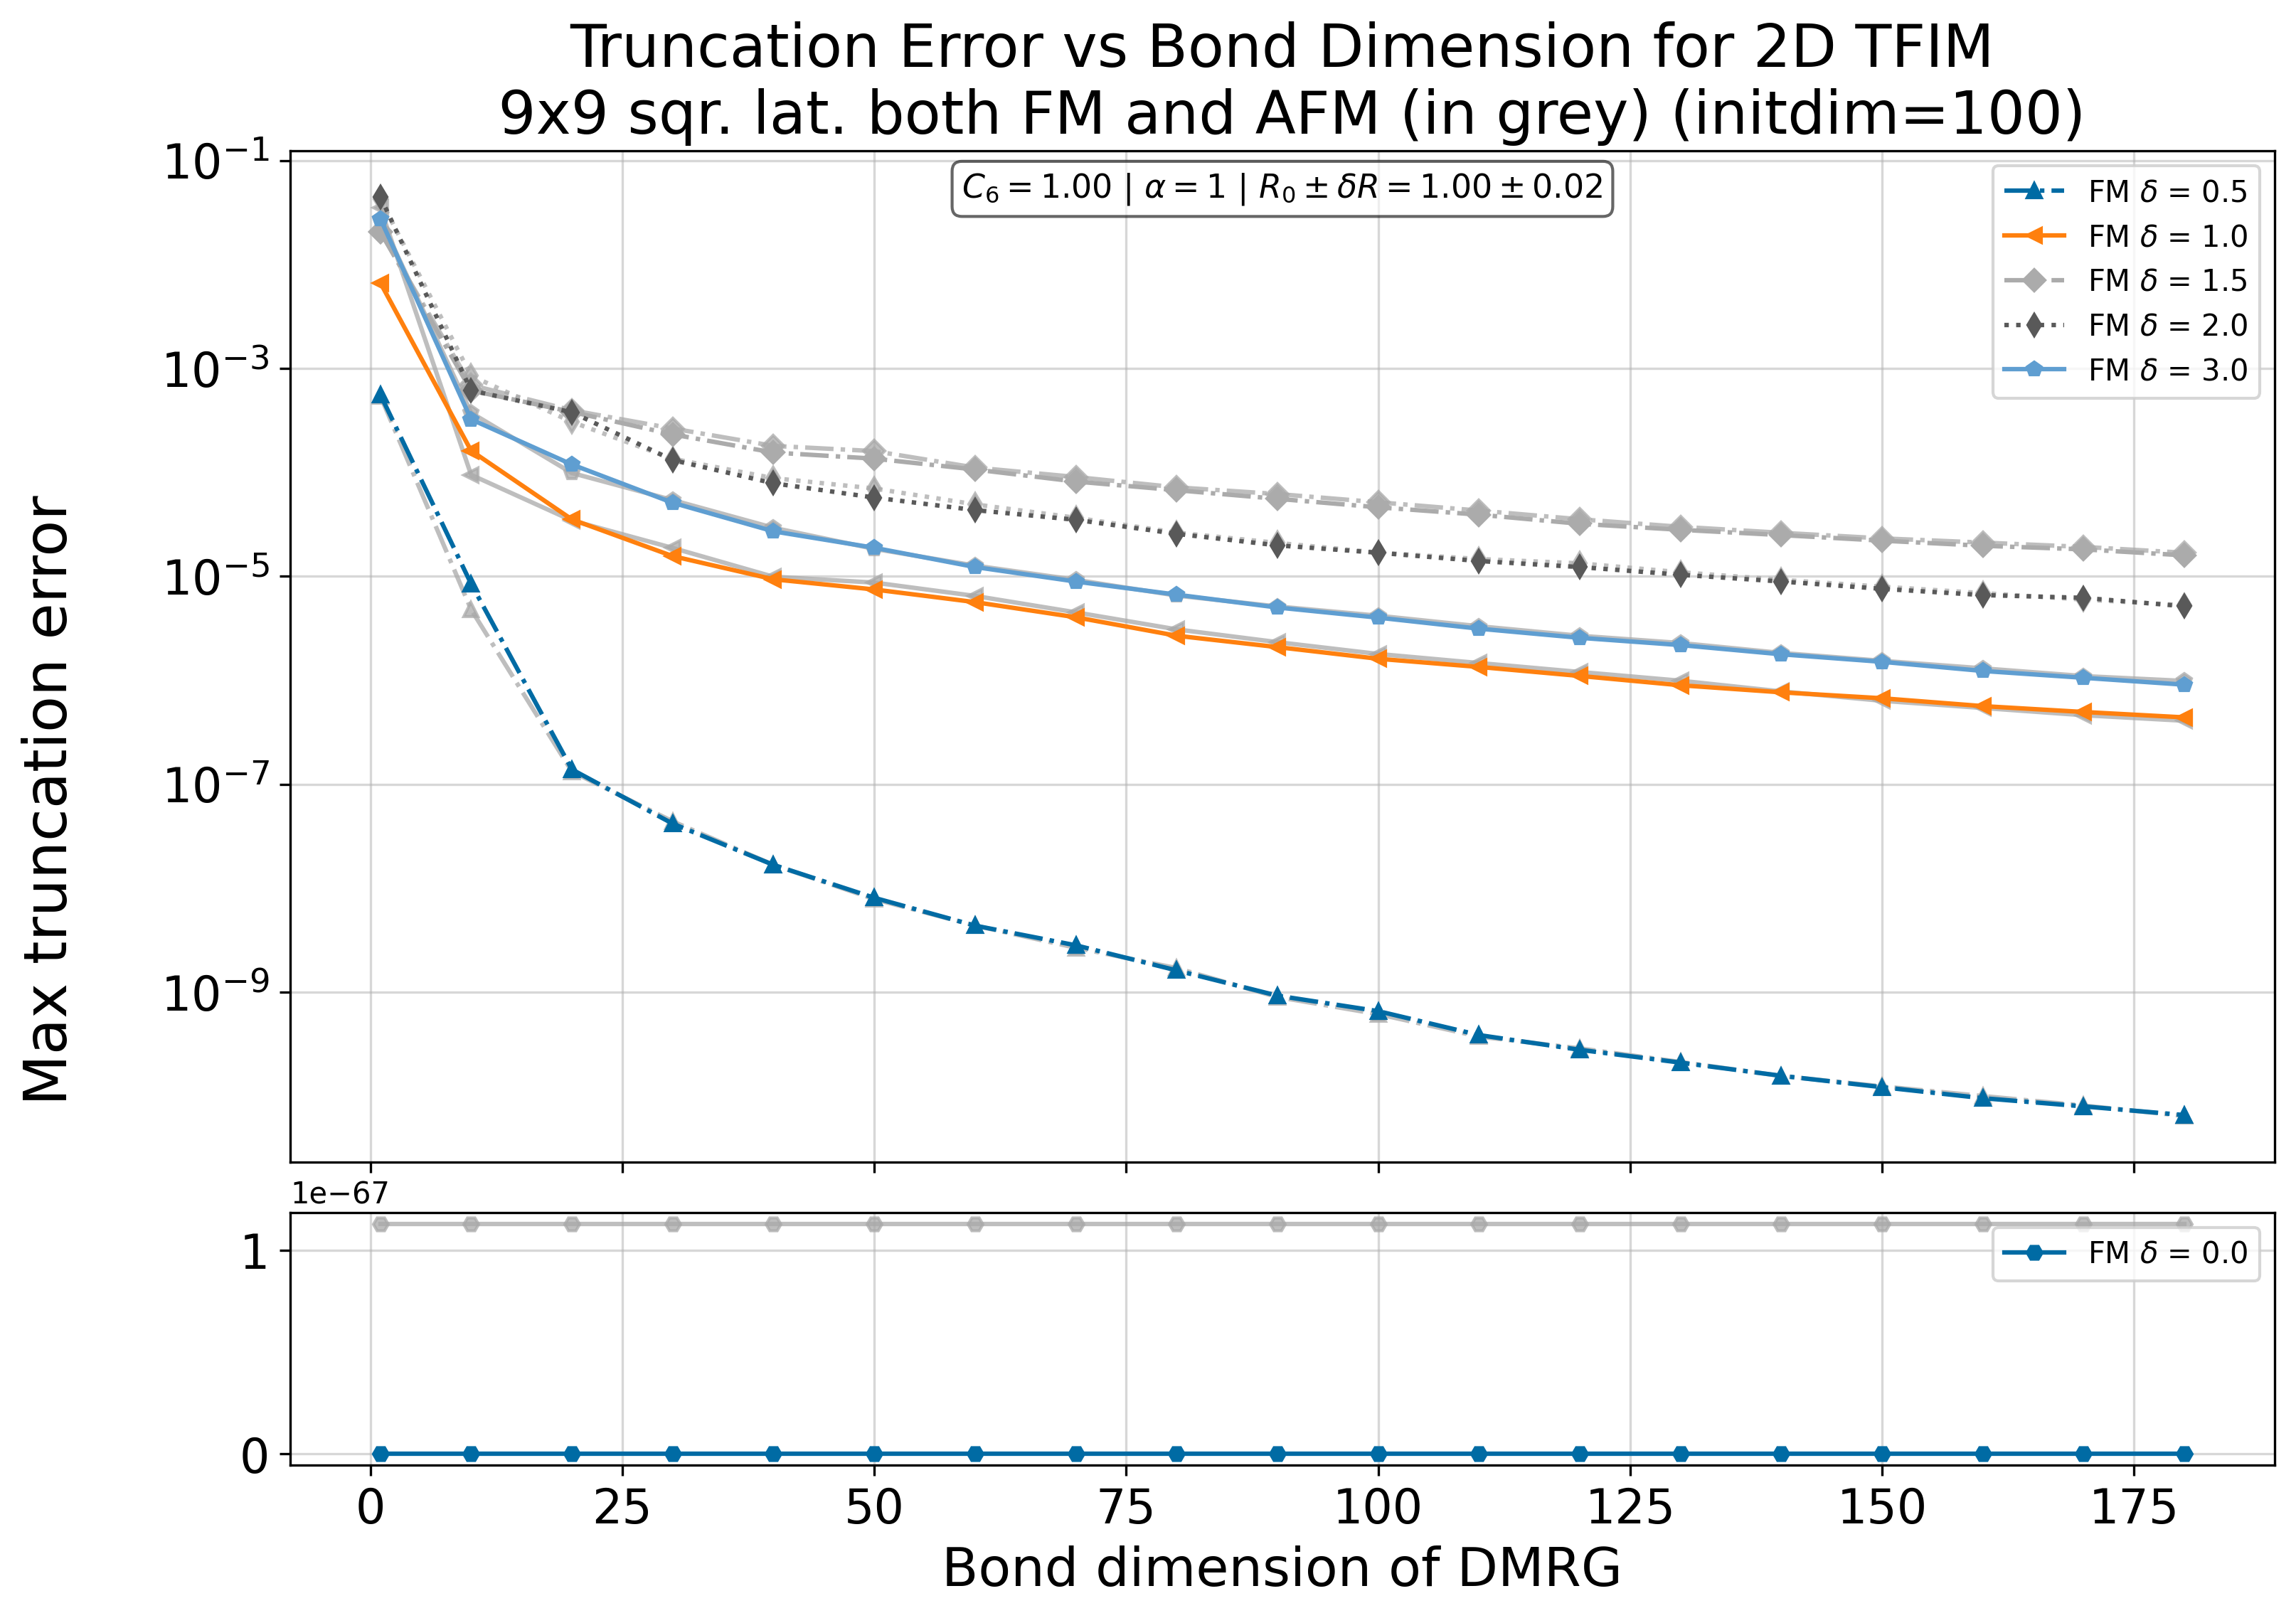 Truncation Error vs Bond Dimension for 2D TFIM
9x9 sqr. lat. both FM and AFM (in grey) (initdim=100)
C₆ = 1.00 | α = 1 | R₀ ± δR = 1.00 ± 0.02
FM δ = 0.5
FM δ = 1.0
FM δ = 1.5
FM δ = 2.0
FM δ = 3.0
10⁻¹
10⁻³
10⁻⁵
10⁻⁷
10⁻⁹
Max truncation error
1e−67
FM δ = 0.0
1
0
0 25 50 75 100 125 150 175
Bond dimension of DMRG